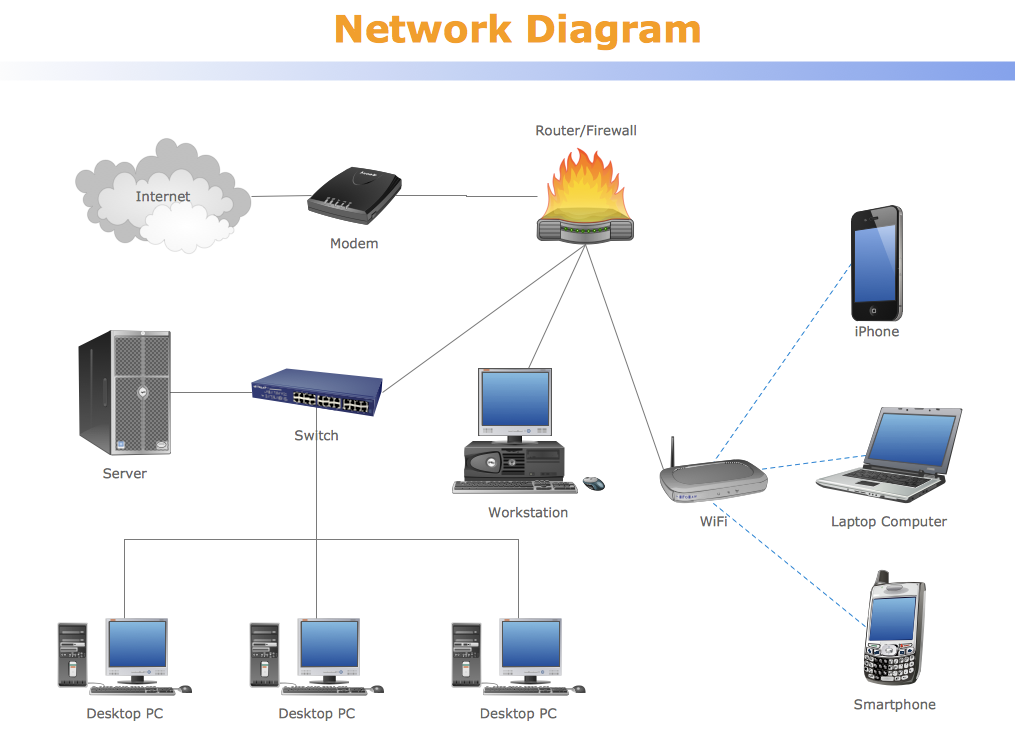 Network Diagram
Router/Firewall
Internet
Modem
iPhone
Switch
Server
Workstation
WiFi
Laptop Computer
Smartphone
Desktop PC
Desktop PC
Desktop PC